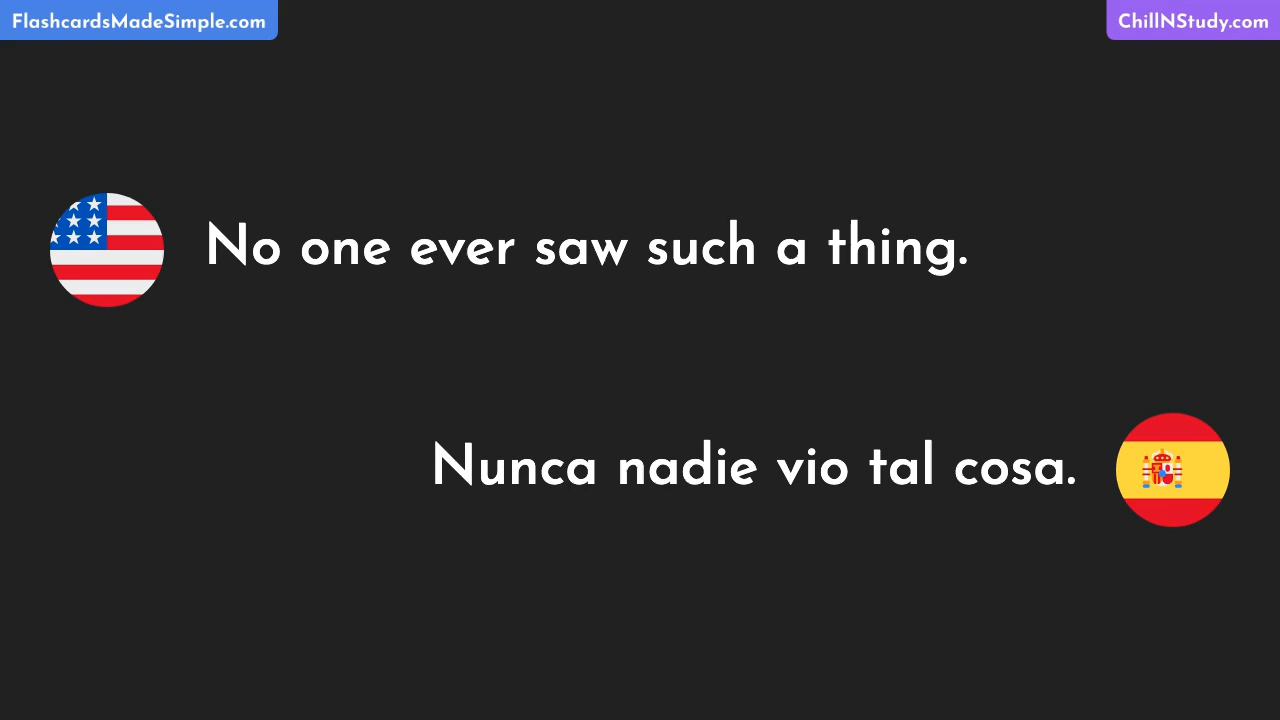 FlashcardsMadeSimple.com
ChillNStudy.com
No one ever saw such a thing.
Nunca nadie vio tal cosa.